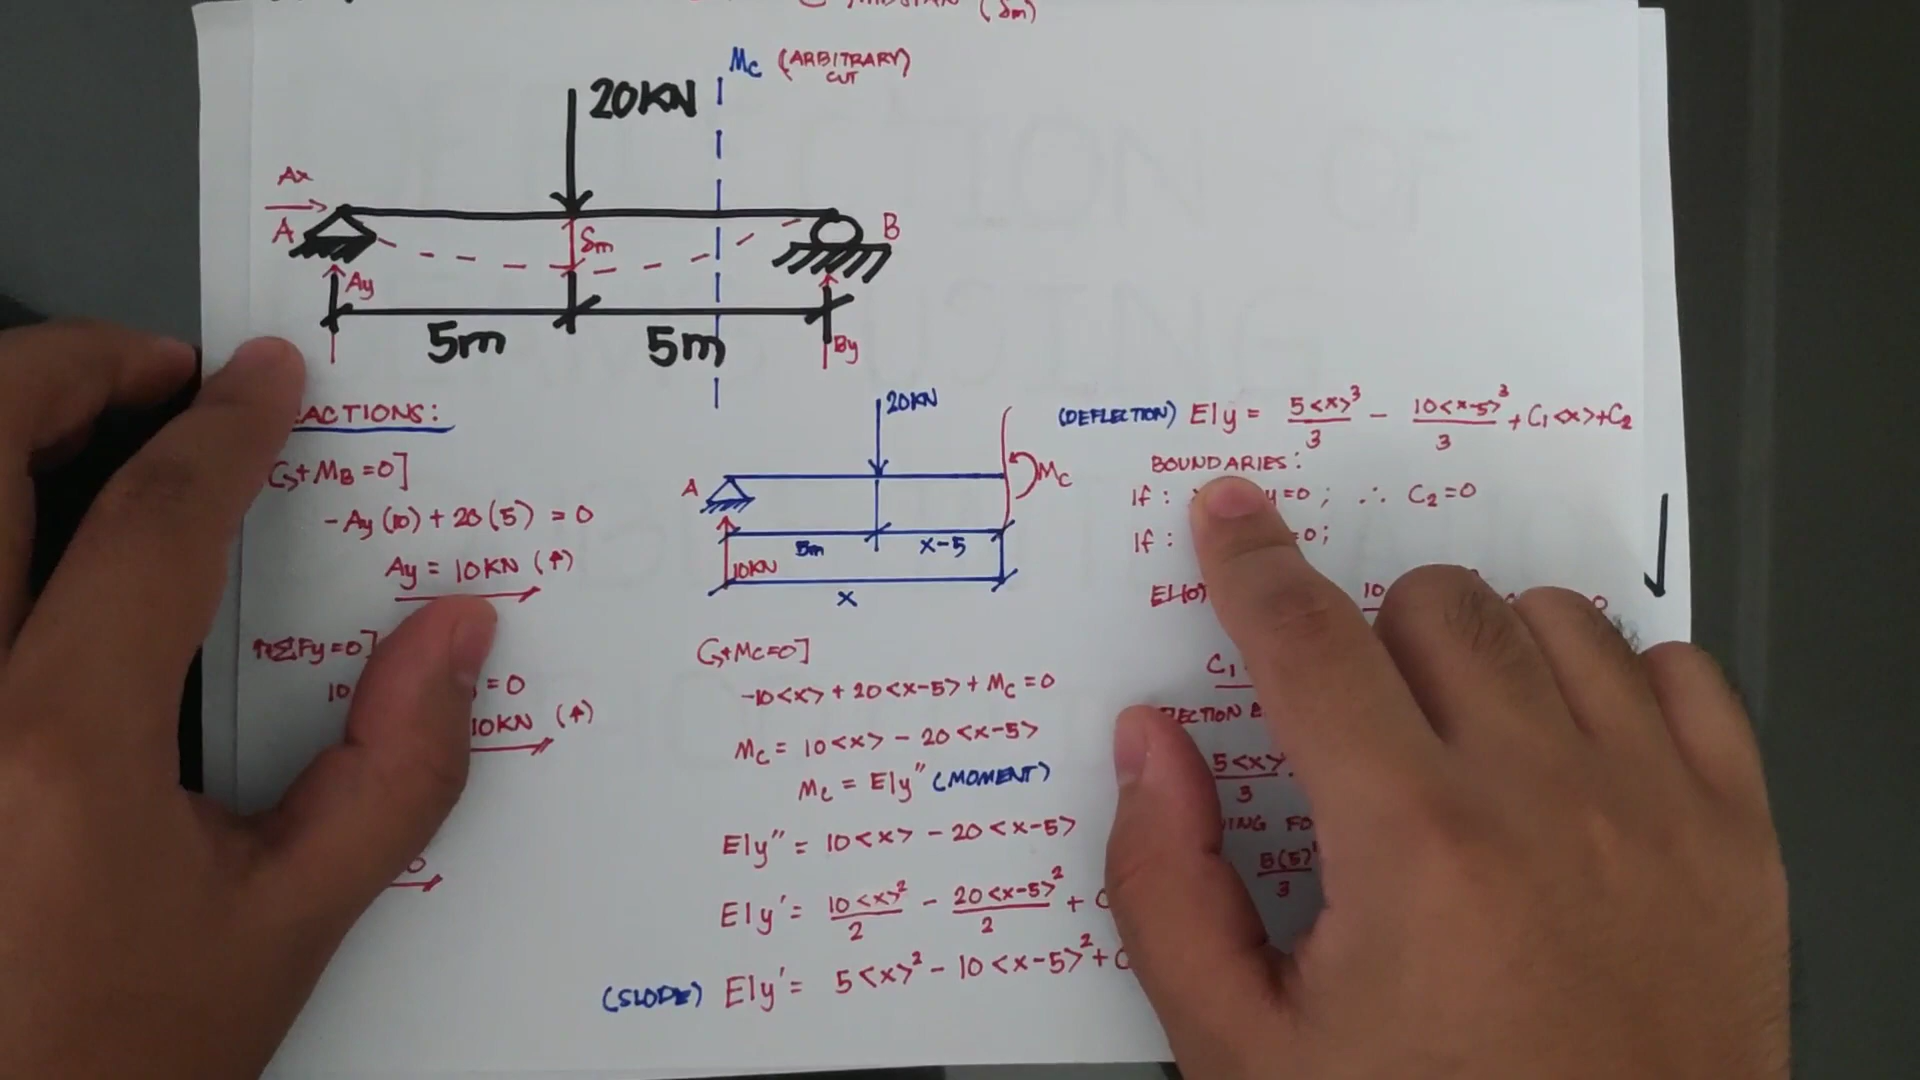 @ MIDSPAN (δm)
Mc (ARBITRARY)
CUT
20KN
Ax
A
δm
B
Ay
5m
5m
By
ACTIONS:
↶+MB=0]
-Ay(10) + 20(5) = 0
Ay = 10KN (↑)
↑+ΣFy=0]
10
= 0
10KN (↑)
20KN
A
Mc
5m
x-5
10KN
x
↶+Mc=0]
-10<x> + 20<x-5> + Mc = 0
Mc = 10<x> - 20<x-5>
Mc = EIy" (MOMENT)
EIy" = 10<x> - 20<x-5>
EIy' = 10<x>²/2 - 20<x-5>²/2 +
(SLOPE) EIy' = 5<x>² - 10<x-5>² +
(DEFLECTION) EIy = 5<x>³/3 - 10<x-5>³/3 + C₁<x>+C₂
BOUNDARIES:
If: y=0; ∴ C₂=0
If: =0;
EI(0)
10
C₁
5<x>
3
5(5)
3